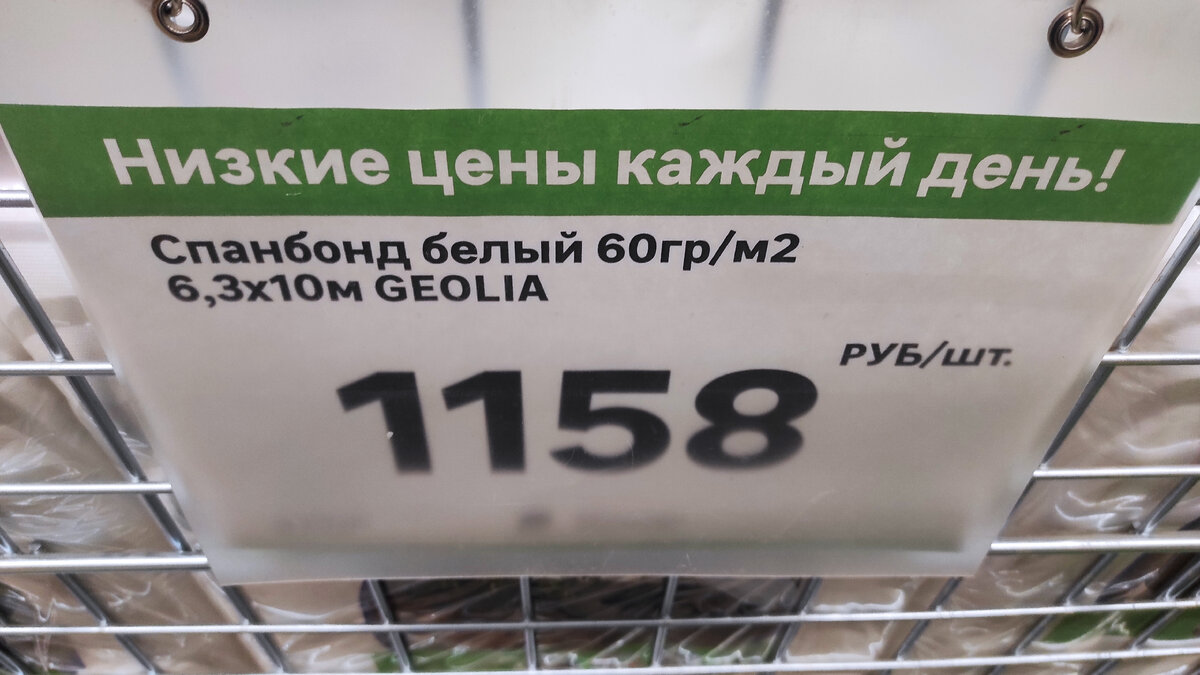 Низкие цены каждый день!
Спанбонд белый 60гр/м2
6,3х10м GEOLIA
РУБ/шт.
1158